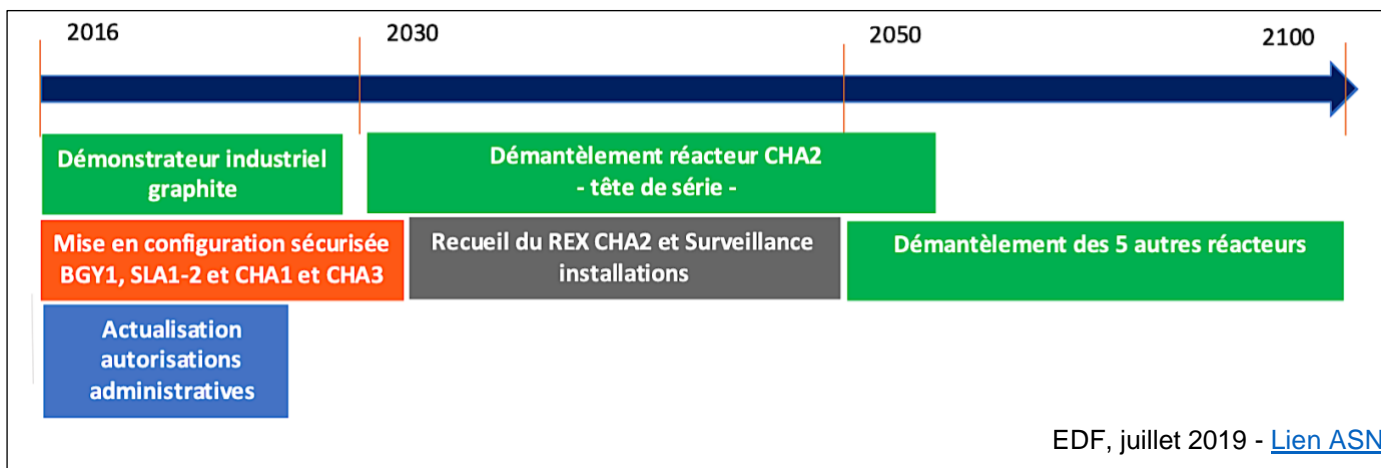 2016
2030
2050
2100
Démonstrateur industriel
graphite
Démantèlement réacteur CHA2
- tête de série -
Mise en configuration sécurisée
BGY1, SLA1-2 et CHA1 et CHA3
Recueil du REX CHA2 et Surveillance
installations
Démantèlement des 5 autres réacteurs
Actualisation
autorisations
administratives
EDF, juillet 2019 - Lien ASN